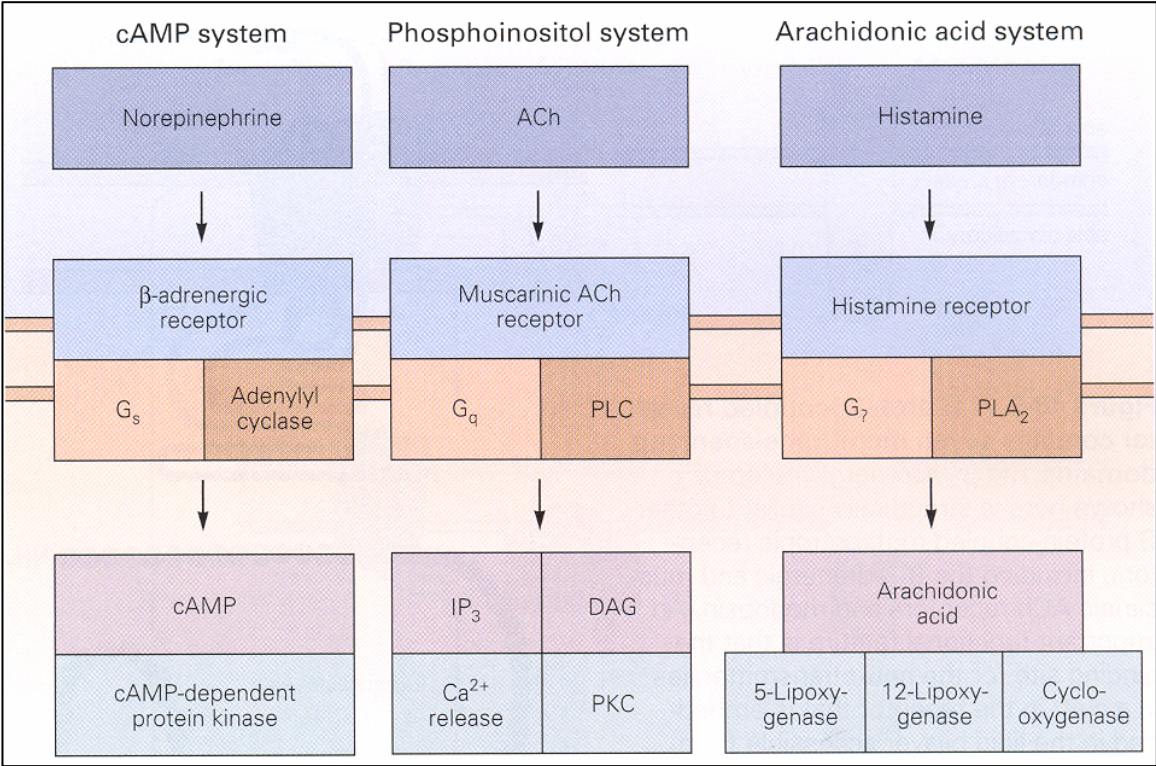 cAMP system
Phosphoinositol system
Arachidonic acid system
Norepinephrine
ACh
Histamine
β-adrenergic
receptor
Muscarinic ACh
receptor
Histamine receptor
Gs
Adenylyl
cyclase
Gq
PLC
G?
PLA2
cAMP
IP3
DAG
Arachidonic
acid
cAMP-dependent
protein kinase
Ca2+
release
PKC
5-Lipoxy-
genase
12-Lipoxy-
genase
Cyclo-
oxygenase